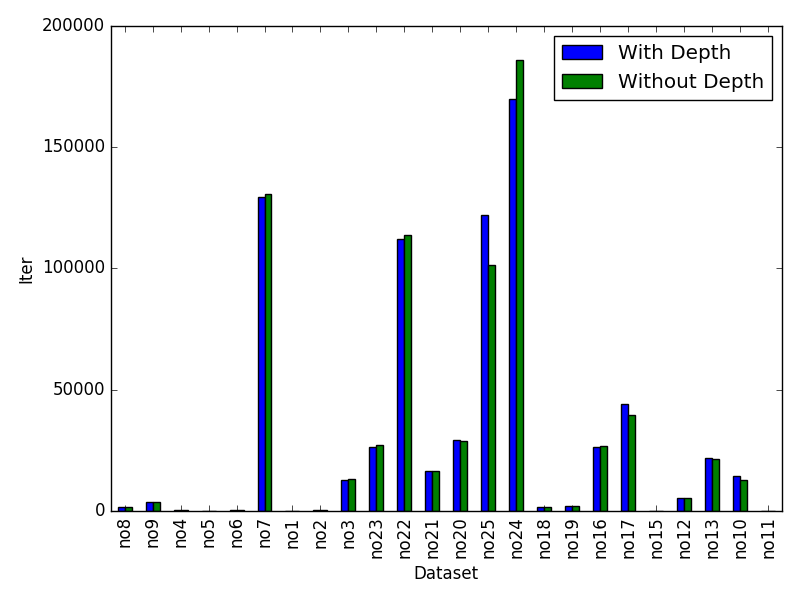 200000
150000
100000
50000
0
Iter
With Depth
Without Depth
no8
no9
no4
no5
no6
no7
no1
no2
no3
no23
no22
no21
no20
no25
no24
no18
no19
no16
no17
no15
no12
no13
no10
no11
Dataset